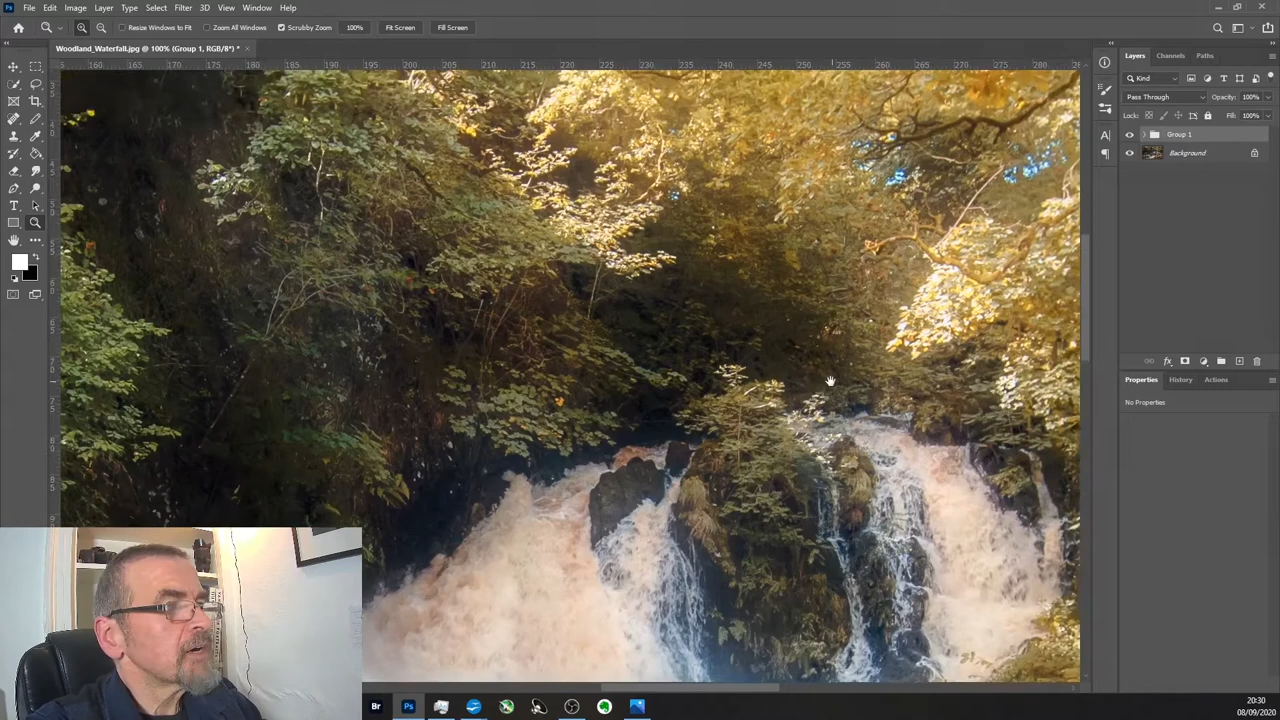 File Edit Image Layer Type Select Filter 3D View Window Help
Resize Windows to Fit Zoom All Windows Scrubby Zoom 100% Fit Screen Fill Screen
Woodland_Waterfall.jpg @ 100% (Group 1, RGB/8*) * ×
165 170 175 180 185 190 195 200 205 210 215 220 225 230 235 240 245 250 255 260 265 270 275 280
Layers Channels Paths
Kind
Pass Through Opacity: 100%
Lock: Fill: 100%
Group 1
Background
Properties History Actions
No Properties
Br Ps
20:30
08/09/2020